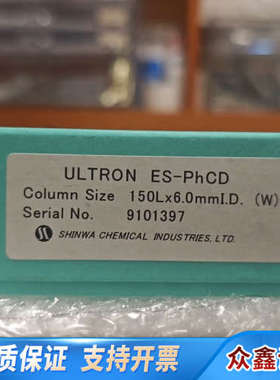 ULTRON ES-PhCD
Column Size 150Lx6.0mmI.D. (W)
Serial No. 9101397
SHINWA CHEMICAL INDUSTRIES, LTD.
质保证 支持开票
众鑫